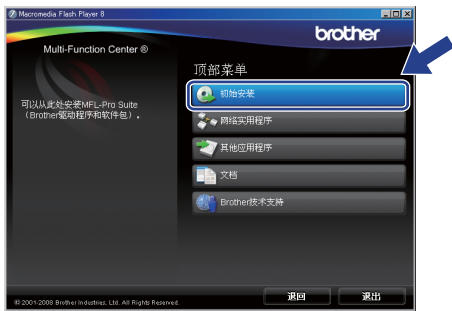 Macromedia Flash Player 8
brother
Multi-Function Center ®
顶部菜单
可以从此处安装MFL-Pro Suite
（Brother驱动程序和软件包）。
初始安装
网络实用程序
其他应用程序
文档
Brother技术支持
退回
退出
© 2001-2008 Brother Industries, Ltd. All Rights Reserved.